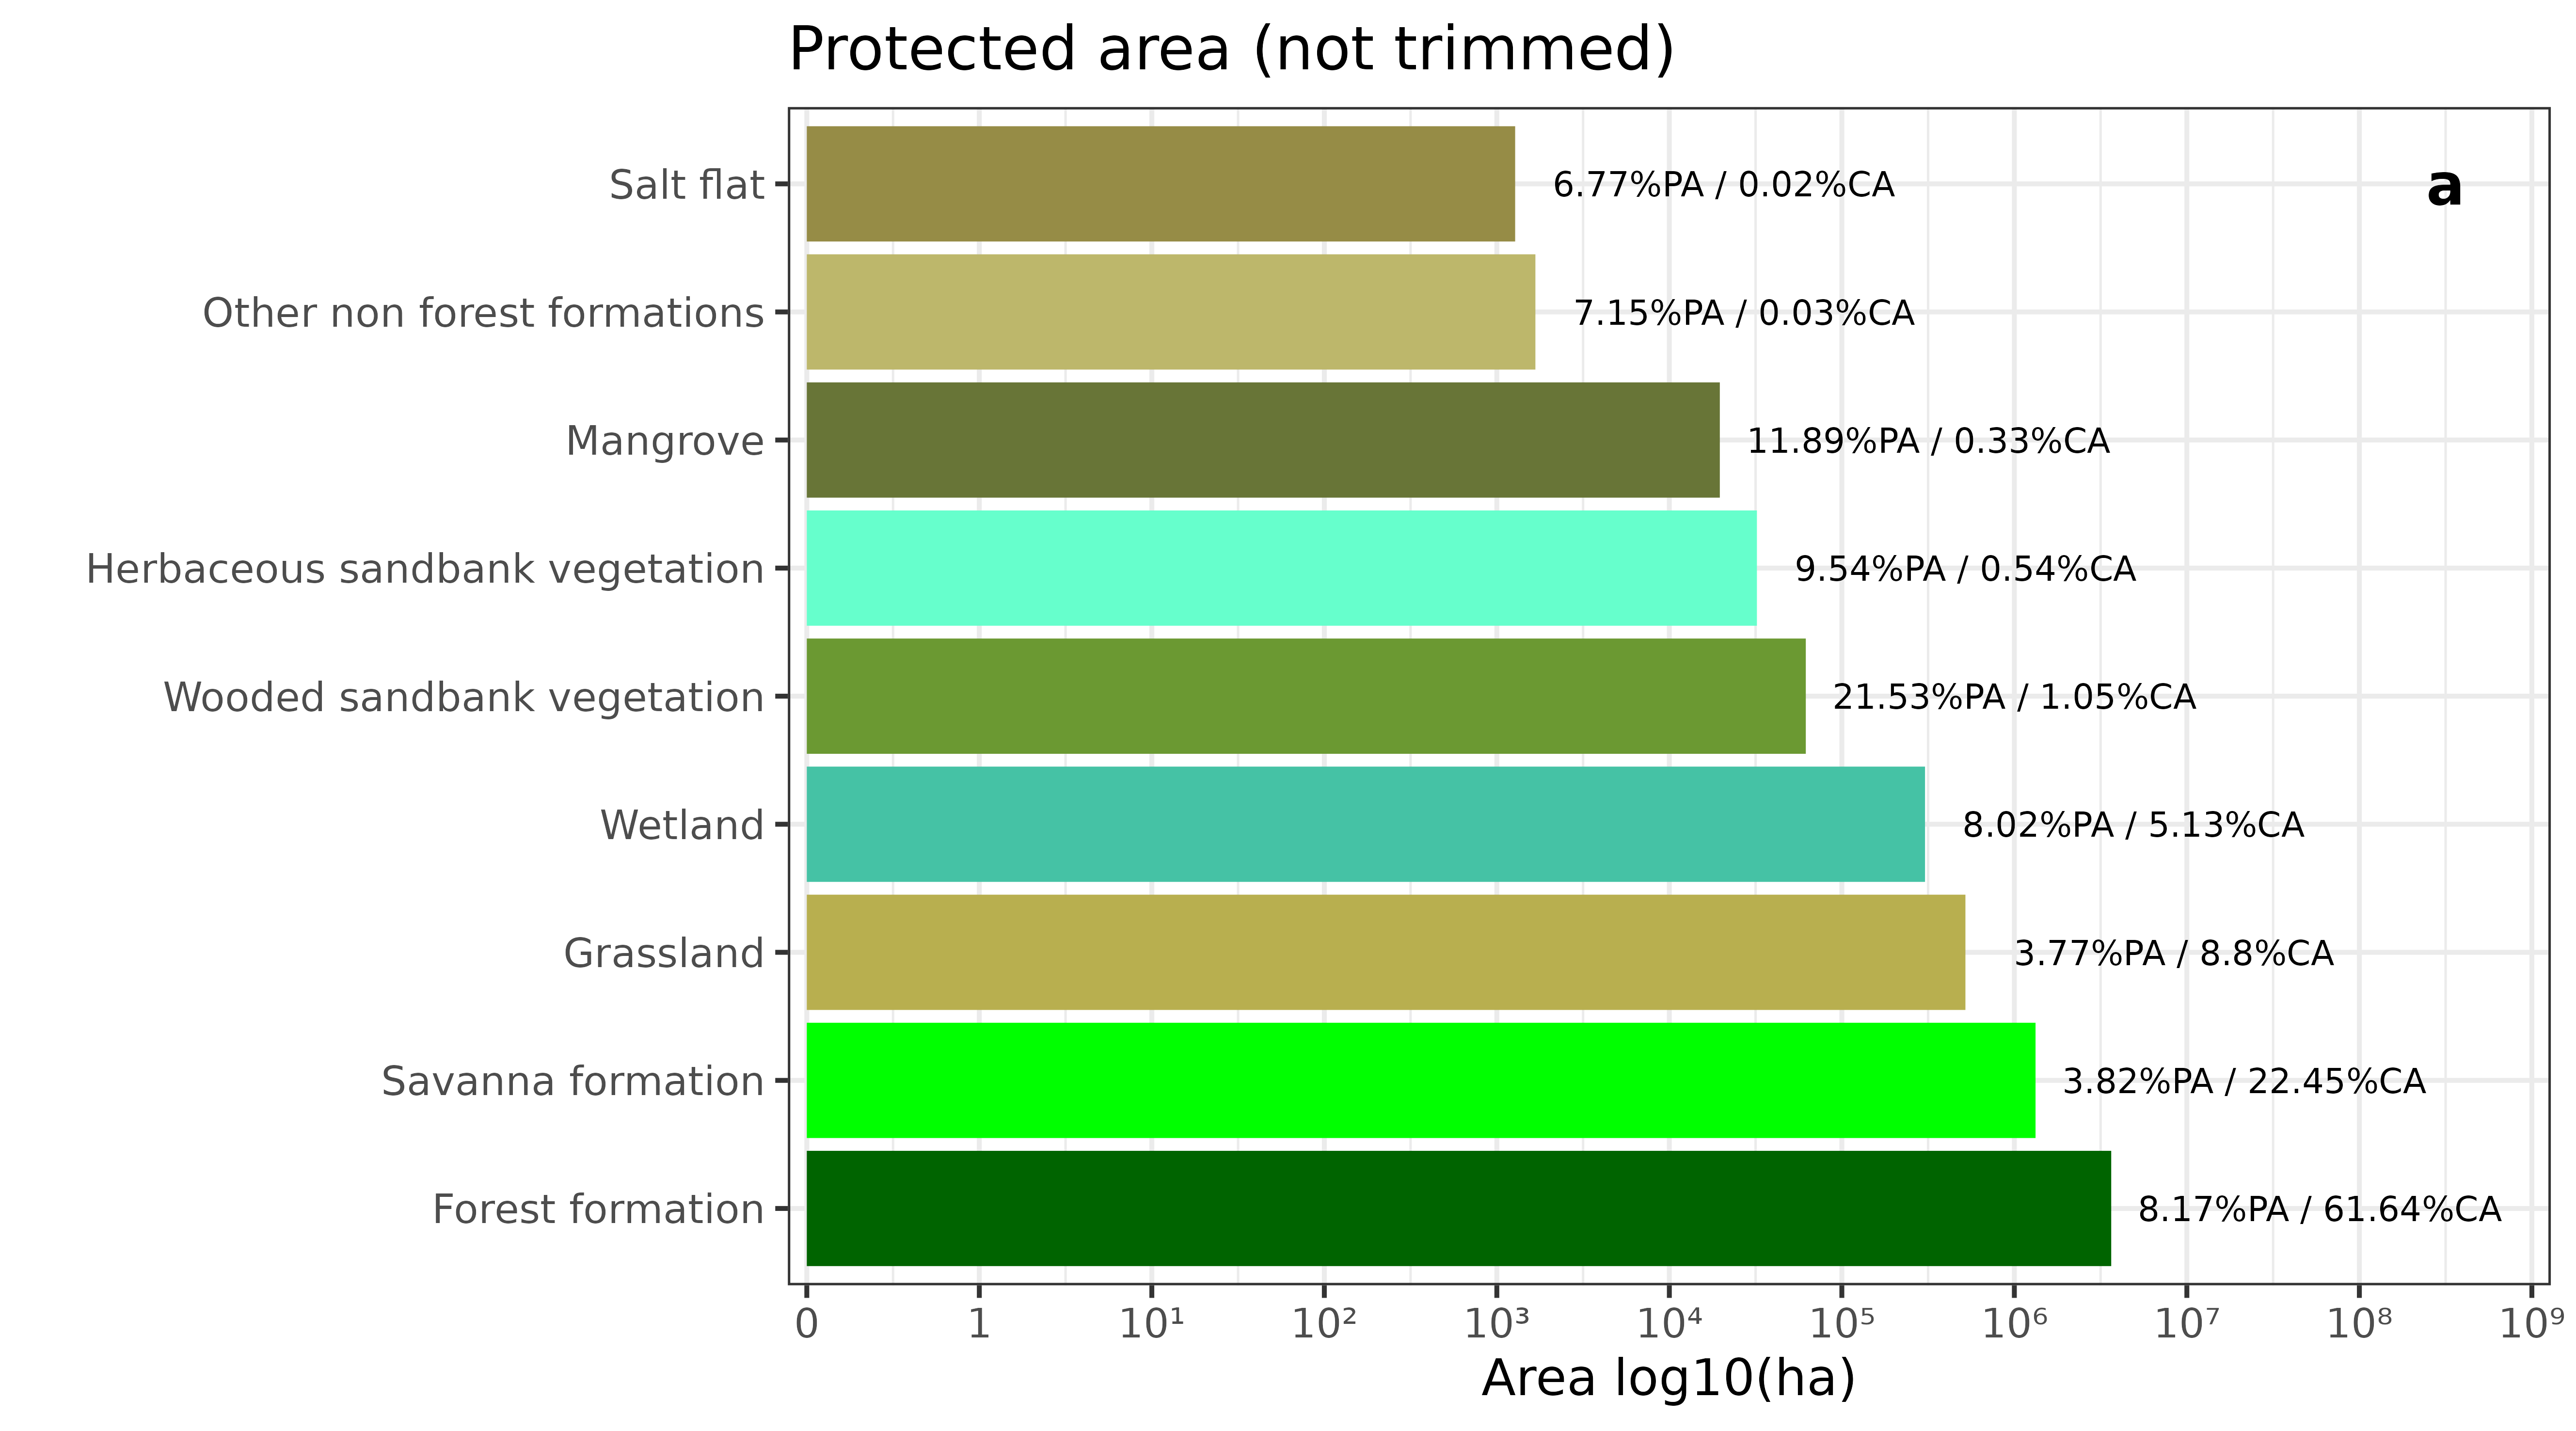 Protected area (not trimmed)
a
Salt flat 6.77%PA / 0.02%CA
Other non forest formations 7.15%PA / 0.03%CA
Mangrove 11.89%PA / 0.33%CA
Herbaceous sandbank vegetation 9.54%PA / 0.54%CA
Wooded sandbank vegetation 21.53%PA / 1.05%CA
Wetland 8.02%PA / 5.13%CA
Grassland 3.77%PA / 8.8%CA
Savanna formation 3.82%PA / 22.45%CA
Forest formation 8.17%PA / 61.64%CA
0 1 10¹ 10² 10³ 10⁴ 10⁵ 10⁶ 10⁷ 10⁸ 10⁹
Area log10(ha)